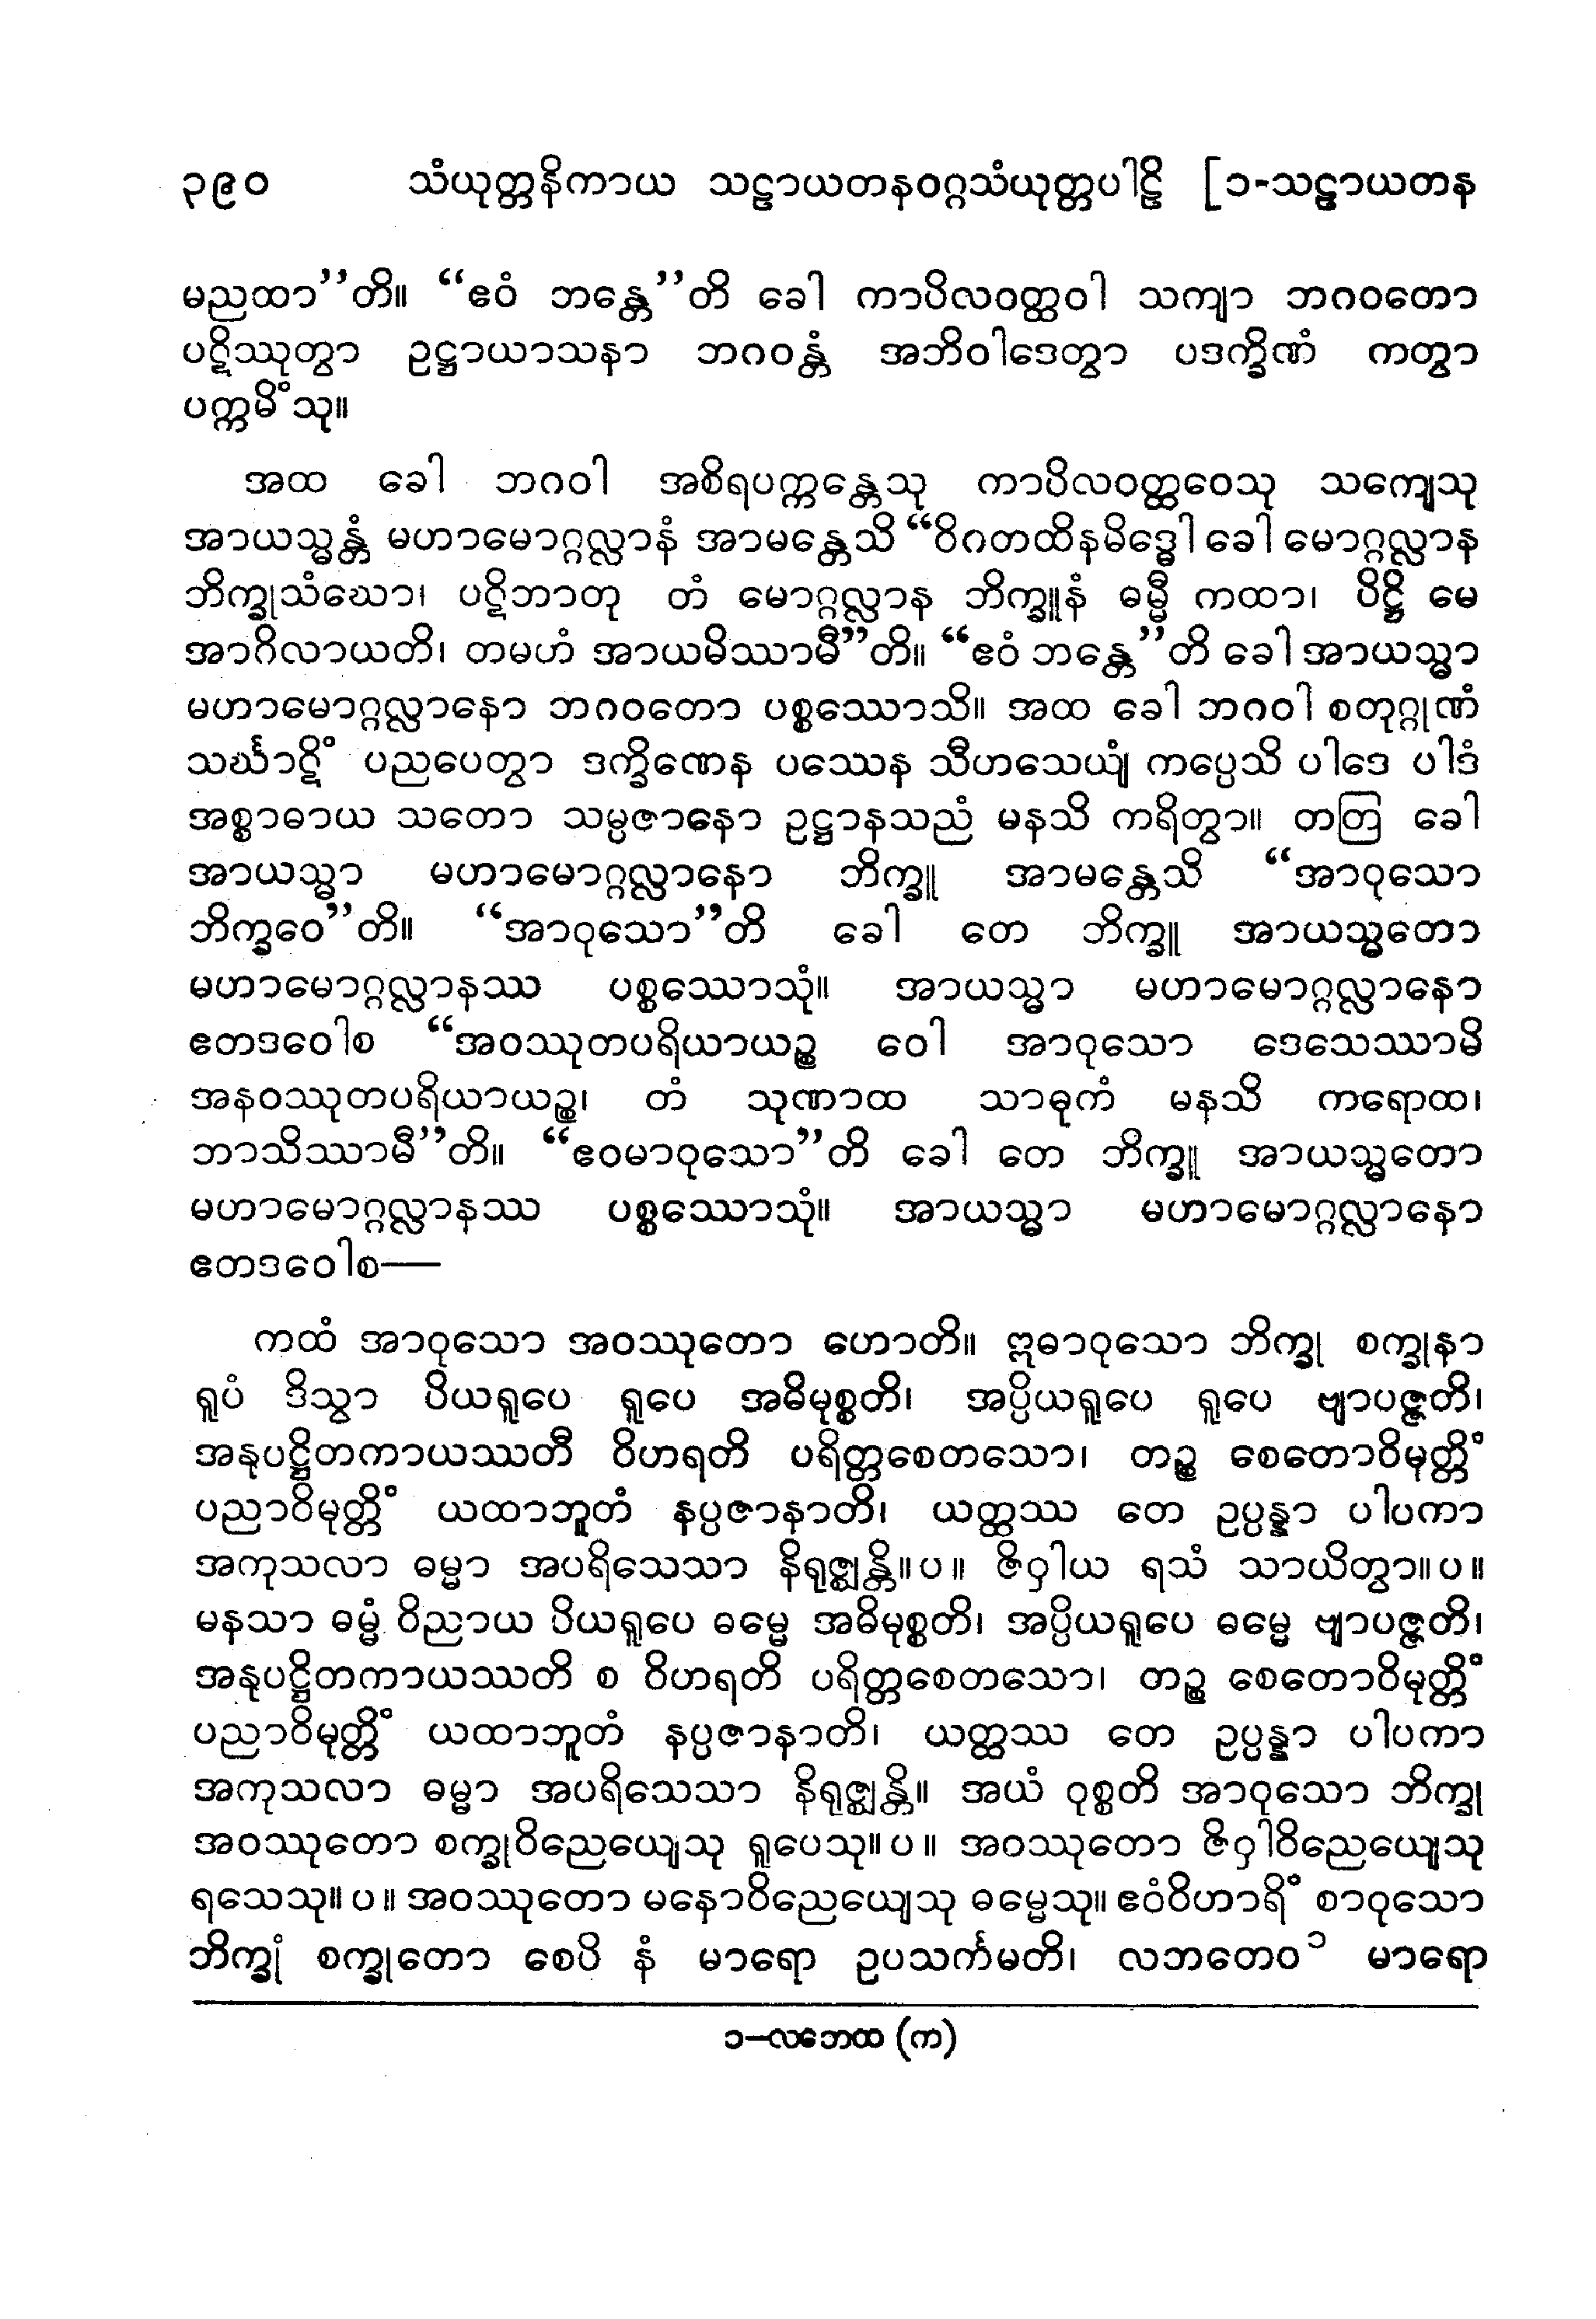 ၃၉၀ သံယုတ္တနိကာယ သဠာယတနဝဂ္ဂသံယုတ္တပါဠိ [၁-သဠာယတန
မညထာ”တိ။ “ဧဝံ ဘန္တေ”တိ ခေါ ကာပိလဝတ္ထဝါ သကျာ ဘဂဝတော
ပဋိဿုတွာ ဥဋ္ဌာယာသနာ ဘဂဝန္တံ အဘိဝါဒေတွာ ပဒက္ခိဏံ ကတွာ
ပက္ကမိံသု။
အထ ခေါ ဘဂဝါ အစိရပက္ကန္တေသု ကာပိလဝတ္ထဝေသု သကျေသု
အာယသ္မန္တံ မဟာမောဂ္ဂလ္လာနံ အာမန္တေသိ “ဝိဂတထိနမိဒ္ဓေါ ခေါ မောဂ္ဂလ္လာန
ဘိက္ခုသံဃော၊ ပဋိဘာတု တံ မောဂ္ဂလ္လာန ဘိက္ခူနံ ဓမ္မီ ကထာ၊ ပိဋ္ဌိ မေ
အာဂိလာယတိ၊ တမဟံ အာယမိဿာမီ”တိ။ “ဧဝံ ဘန္တေ”တိ ခေါ အာယသ္မာ
မဟာမောဂ္ဂလ္လာနော ဘဂဝတော ပစ္စဿောသိ။ အထ ခေါ ဘဂဝါ စတုဂ္ဂုဏံ
သင်္ဃာဋိံ ပညပေတွာ ဒက္ခိဏေန ပဿေန သီဟသေယျံ ကပ္ပေသိ ပါဒေ ပါဒံ
အစ္စာဓာယ သတော သမ္ပဇာနော ဥဋ္ဌာနသညံ မနသိ ကရိတွာ။ တတြ ခေါ
အာယသ္မာ မဟာမောဂ္ဂလ္လာနော ဘိက္ခူ အာမန္တေသိ “အာဝုသော
ဘိက္ခဝေ”တိ။ “အာဝုသော”တိ ခေါ တေ ဘိက္ခူ အာယသ္မတော
မဟာမောဂ္ဂလ္လာနဿ ပစ္စဿောသုံ။ အာယသ္မာ မဟာမောဂ္ဂလ္လာနော
ဧတဒဝေါစ “အဝဿုတပရိယာယဉ္စ ဝေါ အာဝုသော ဒေသေဿာမိ
အနဝဿုတပရိယာယဉ္စ၊ တံ သုဏာထ သာဓုကံ မနသိ ကရောထ၊
ဘာသိဿာမီ”တိ။ “ဧဝမာဝုသော”တိ ခေါ တေ ဘိက္ခူ အာယသ္မတော
မဟာမောဂ္ဂလ္လာနဿ ပစ္စဿောသုံ။ အာယသ္မာ မဟာမောဂ္ဂလ္လာနော
ဧတဒဝေါစ—
ကထံ အာဝုသော အဝဿုတော ဟောတိ။ ဣဓာဝုသော ဘိက္ခု စက္ခုနာ
ရူပံ ဒိသွာ ပိယရူပေ ရူပေ အဓိမုစ္စတိ၊ အပ္ပိယရူပေ ရူပေ ဗျာပဇ္ဇတိ၊
အနုပဋ္ဌိတကာယဿတီ ဝိဟရတိ ပရိတ္တစေတသော၊ တဉ္စ စေတောဝိမုတ္တိံ
ပညာဝိမုတ္တိံ ယထာဘူတံ နပ္ပဇာနာတိ၊ ယတ္ထဿ တေ ဥပ္ပန္နာ ပါပကာ
အကုသလာ ဓမ္မာ အပရိသေသာ နိရုဇ္ဈန္တိ။ပ။ ဇိဝှါယ ရသံ သာယိတွာ။ပ။
မနသာ ဓမ္မံ ဝိညာယ ပိယရူပေ ဓမ္မေ အဓိမုစ္စတိ၊ အပ္ပိယရူပေ ဓမ္မေ ဗျာပဇ္ဇတိ၊
အနုပဋ္ဌိတကာယဿတိ စ ဝိဟရတိ ပရိတ္တစေတသော၊ တဉ္စ စေတောဝိမုတ္တိံ
ပညာဝိမုတ္တိံ ယထာဘူတံ နပ္ပဇာနာတိ၊ ယတ္ထဿ တေ ဥပ္ပန္နာ ပါပကာ
အကုသလာ ဓမ္မာ အပရိသေသာ နိရုဇ္ဈန္တိ။ အယံ ဝုစ္စတိ အာဝုသော ဘိက္ခု
အဝဿုတော စက္ခုဝိညေယျေသု ရူပေသု။ပ။ အဝဿုတော ဇိဝှါဝိညေယျေသု
ရသေသု။ပ။ အဝဿုတော မနောဝိညေယျေသု ဓမ္မေသု။ ဧဝံဝိဟာရိံ စာဝုသော
ဘိက္ခုံ စက္ခုတော စေပိ နံ မာရော ဥပသင်္ကမတိ၊ လဘတေဝ ၁ မာရော
၁–လဘေထ (က)